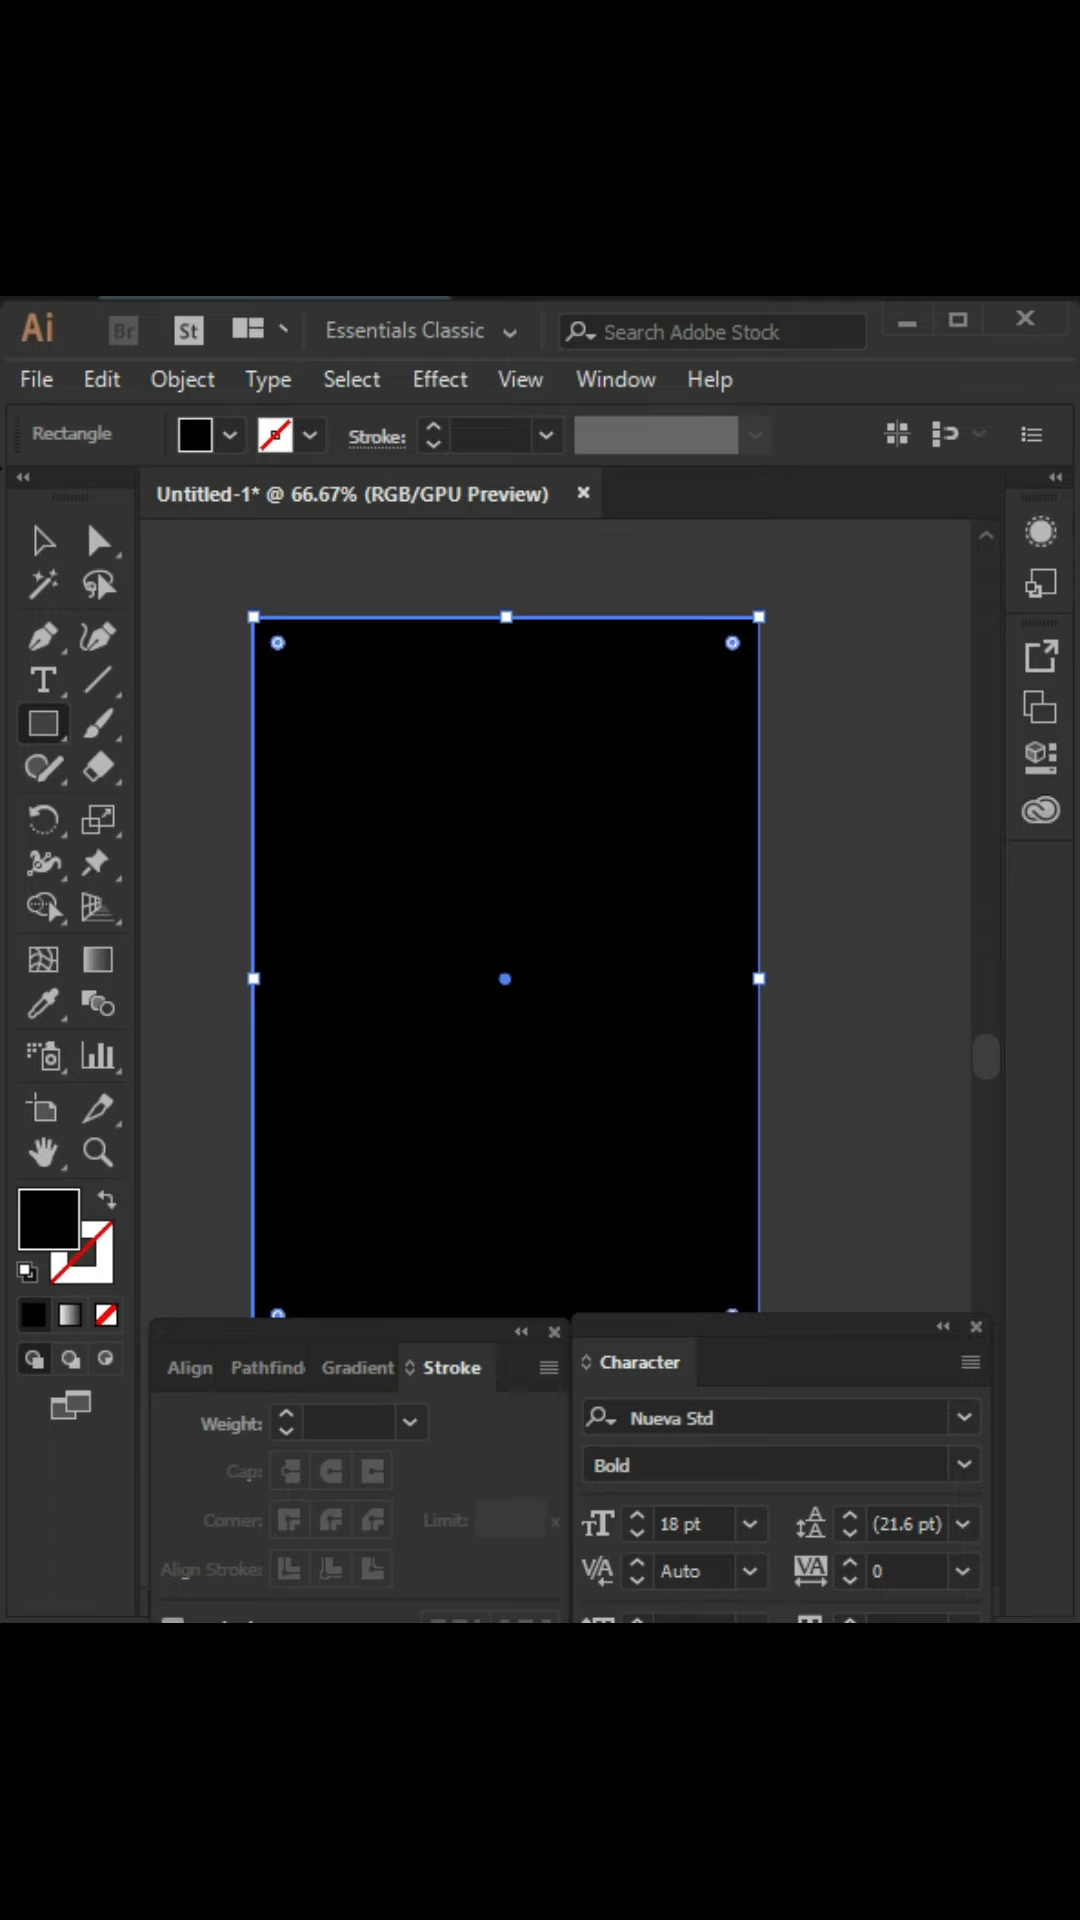 Ai Br St Essentials Classic Search Adobe Stock
File Edit Object Type Select Effect View Window Help
Rectangle Stroke:
Untitled-1* @ 66.67% (RGB/GPU Preview)
Align Pathfind Gradient Stroke
Weight:
Cap:
Corner: Limit: x
Align Stroke:
Character
Nueva Std
Bold
18 pt (21.6 pt)
Auto 0